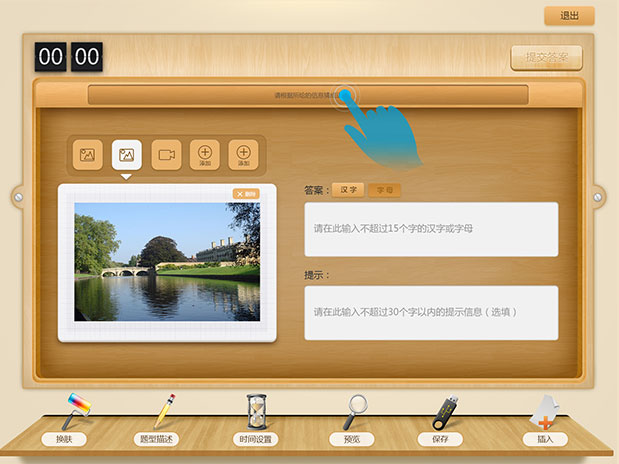 退出
00 00
提交答案
请根据所给的信息猜
添加 添加
删除
答案： 汉字 字母
请在此输入不超过15个字的汉字或字母
提示：
请在此输入不超过30个字以内的提示信息（选填）
换肤 题型描述 时间设置 预览 保存 插入